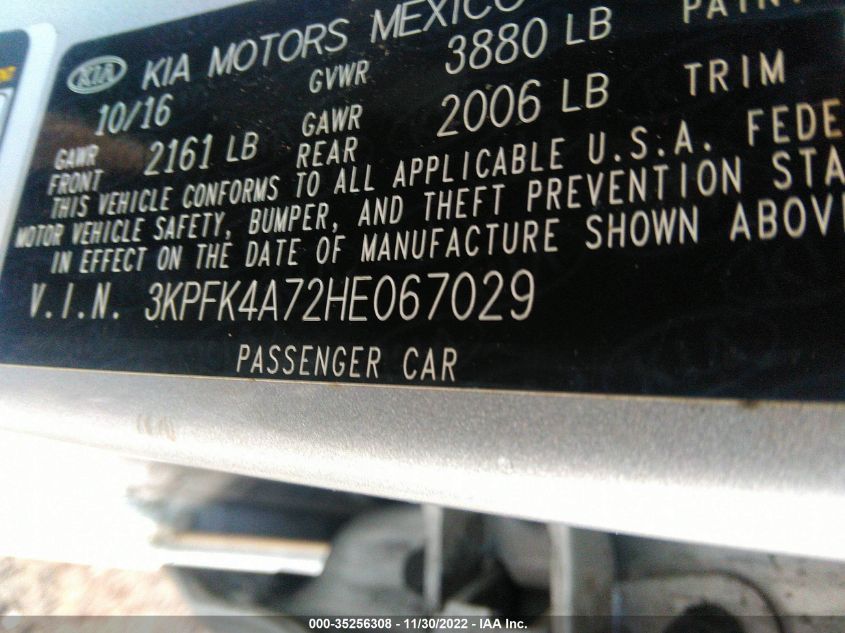 KIA KIA MOTORS MEXICO
10/16 GVWR 3880 LB
GAWR FRONT 2161 LB GAWR REAR 2006 LB TRIM
THIS VEHICLE CONFORMS TO ALL APPLICABLE U.S.A. FEDE
MOTOR VEHICLE SAFETY, BUMPER, AND THEFT PREVENTION STA
IN EFFECT ON THE DATE OF MANUFACTURE SHOWN ABOVE
V.I.N. 3KPFK4A72HE067029
PASSENGER CAR
000-35256308 - 11/30/2022 - IAA Inc.